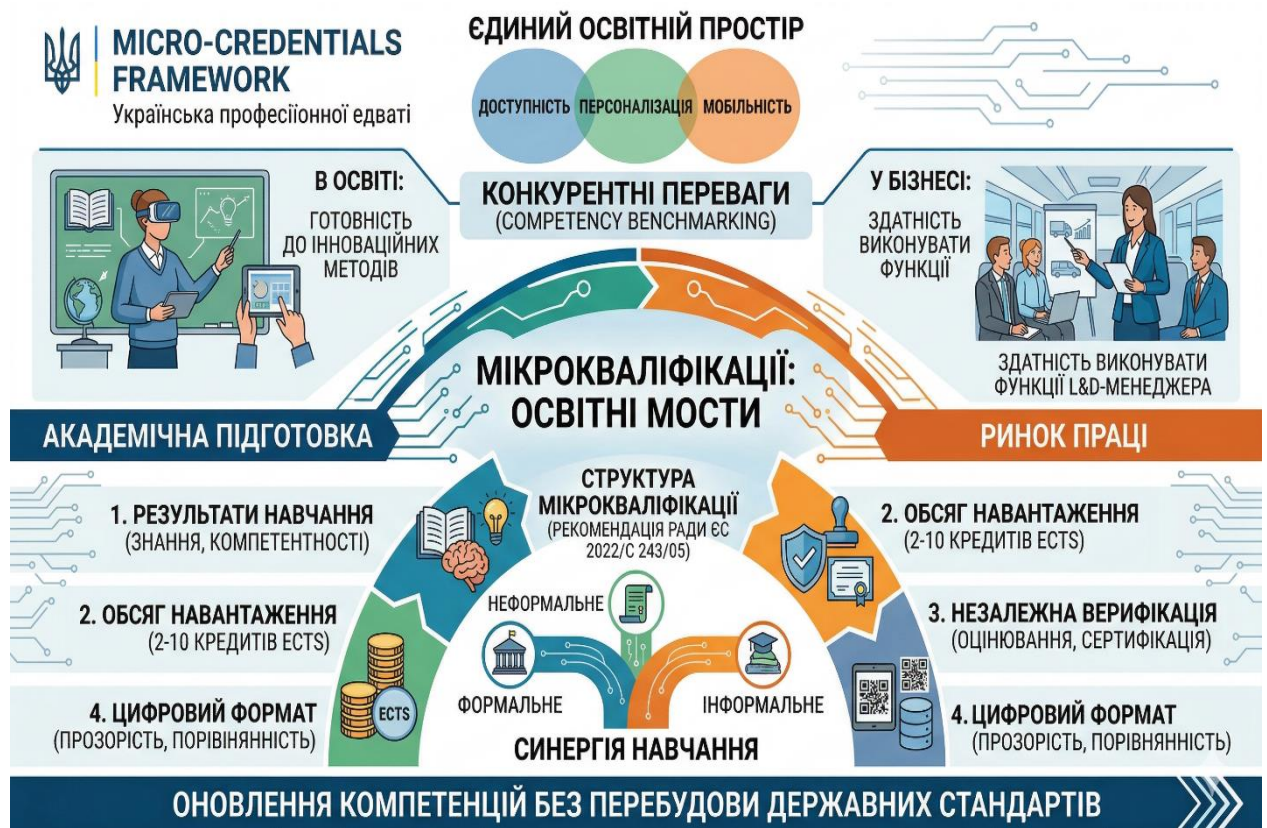 MICRO-CREDENTIALS
FRAMEWORK
Українська професіїонної едваті
ЄДИНИЙ ОСВІТНІЙ ПРОСТІР
ДОСТУПНІСТЬ
ПЕРСОНАЛІЗАЦІЯ
МОБІЛЬНІСТЬ
КОНКУРЕНТНІ ПЕРЕВАГИ
(COMPETENCY BENCHMARKING)
В ОСВІТІ:
ГОТОВНІСТЬ
ДО ІННОВАЦІЙНИХ
МЕТОДІВ
У БІЗНЕСІ:
ЗДАТНІСТЬ
ВИКОНУВАТИ
ФУНКЦІЇ
ЗДАТНІСТЬ ВИКОНУВАТИ
ФУНКЦІЇ L&D-МЕНЕДЖЕРА
МІКРОКВАЛІФІКАЦІЇ:
ОСВІТНІ МОСТИ
АКАДЕМІЧНА ПІДГОТОВКА
РИНОК ПРАЦІ
1. РЕЗУЛЬТАТИ НАВЧАННЯ
(ЗНАННЯ, КОМПЕТЕНТНОСТІ)
2. ОБСЯГ НАВАНТАЖЕННЯ
(2-10 КРЕДИТІВ ECTS)
4. ЦИФРОВИЙ ФОРМАТ
(ПРОЗОРІСТЬ, ПОРІВІНЯННІСТЬ)
ECTS
СТРУКТУРА
МІКРОКВАЛІФІКАЦІЇ
(РЕКОМЕНДАЦІЯ РАДИ ЄС
2022/C 243/05)
НЕФОРМАЛЬНЕ
ФОРМАЛЬНЕ
ІНФОРМАЛЬНЕ
СИНЕРГІЯ НАВЧАННЯ
2. ОБСЯГ НАВАНТАЖЕННЯ
(2-10 КРЕДИТІВ ECTS)
3. НЕЗАЛЕЖНА ВЕРИФІКАЦІЯ
(ОЦІНЮВАННЯ, СЕРТИФІКАЦІЯ)
4. ЦИФРОВИЙ ФОРМАТ
(ПРОЗОРІСТЬ, ПОРІВНЯННІСТЬ)
ОНОВЛЕННЯ КОМПЕТЕНЦІЙ БЕЗ ПЕРЕБУДОВИ ДЕРЖАВНИХ СТАНДАРТІВ